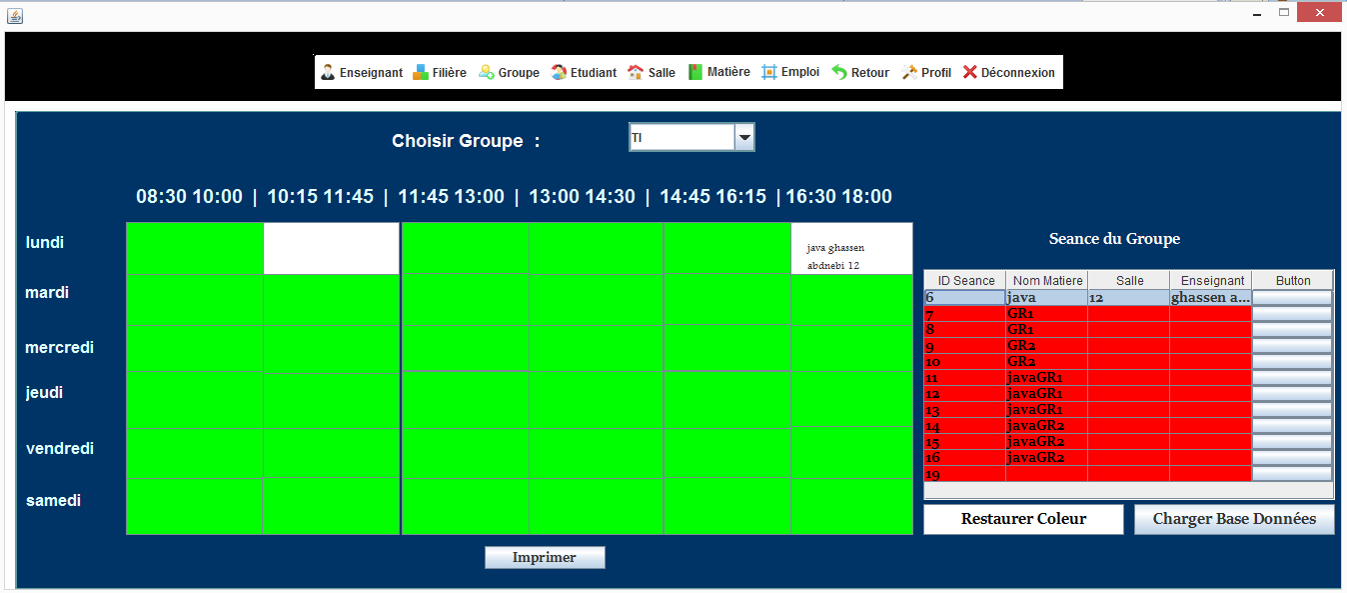 Enseignant Filière Groupe Etudiant Salle Matière Emploi Retour Profil Déconnexion
Choisir Groupe : TI
08:30 10:00 | 10:15 11:45 | 11:45 13:00 | 13:00 14:30 | 14:45 16:15 | 16:30 18:00
lundi
java ghassen
abdnebi 12
mardi
mercredi
jeudi
vendredi
samedi
Imprimer
Seance du Groupe
ID Seance Nom Matiere Salle Enseignant Button
6 java 12 ghassen a...
7 GR1
8 GR1
9 GR2
10 GR2
11 javaGR1
12 javaGR1
13 javaGR1
14 javaGR2
15 javaGR2
16 javaGR2
19
Restaurer Coleur Charger Base Données